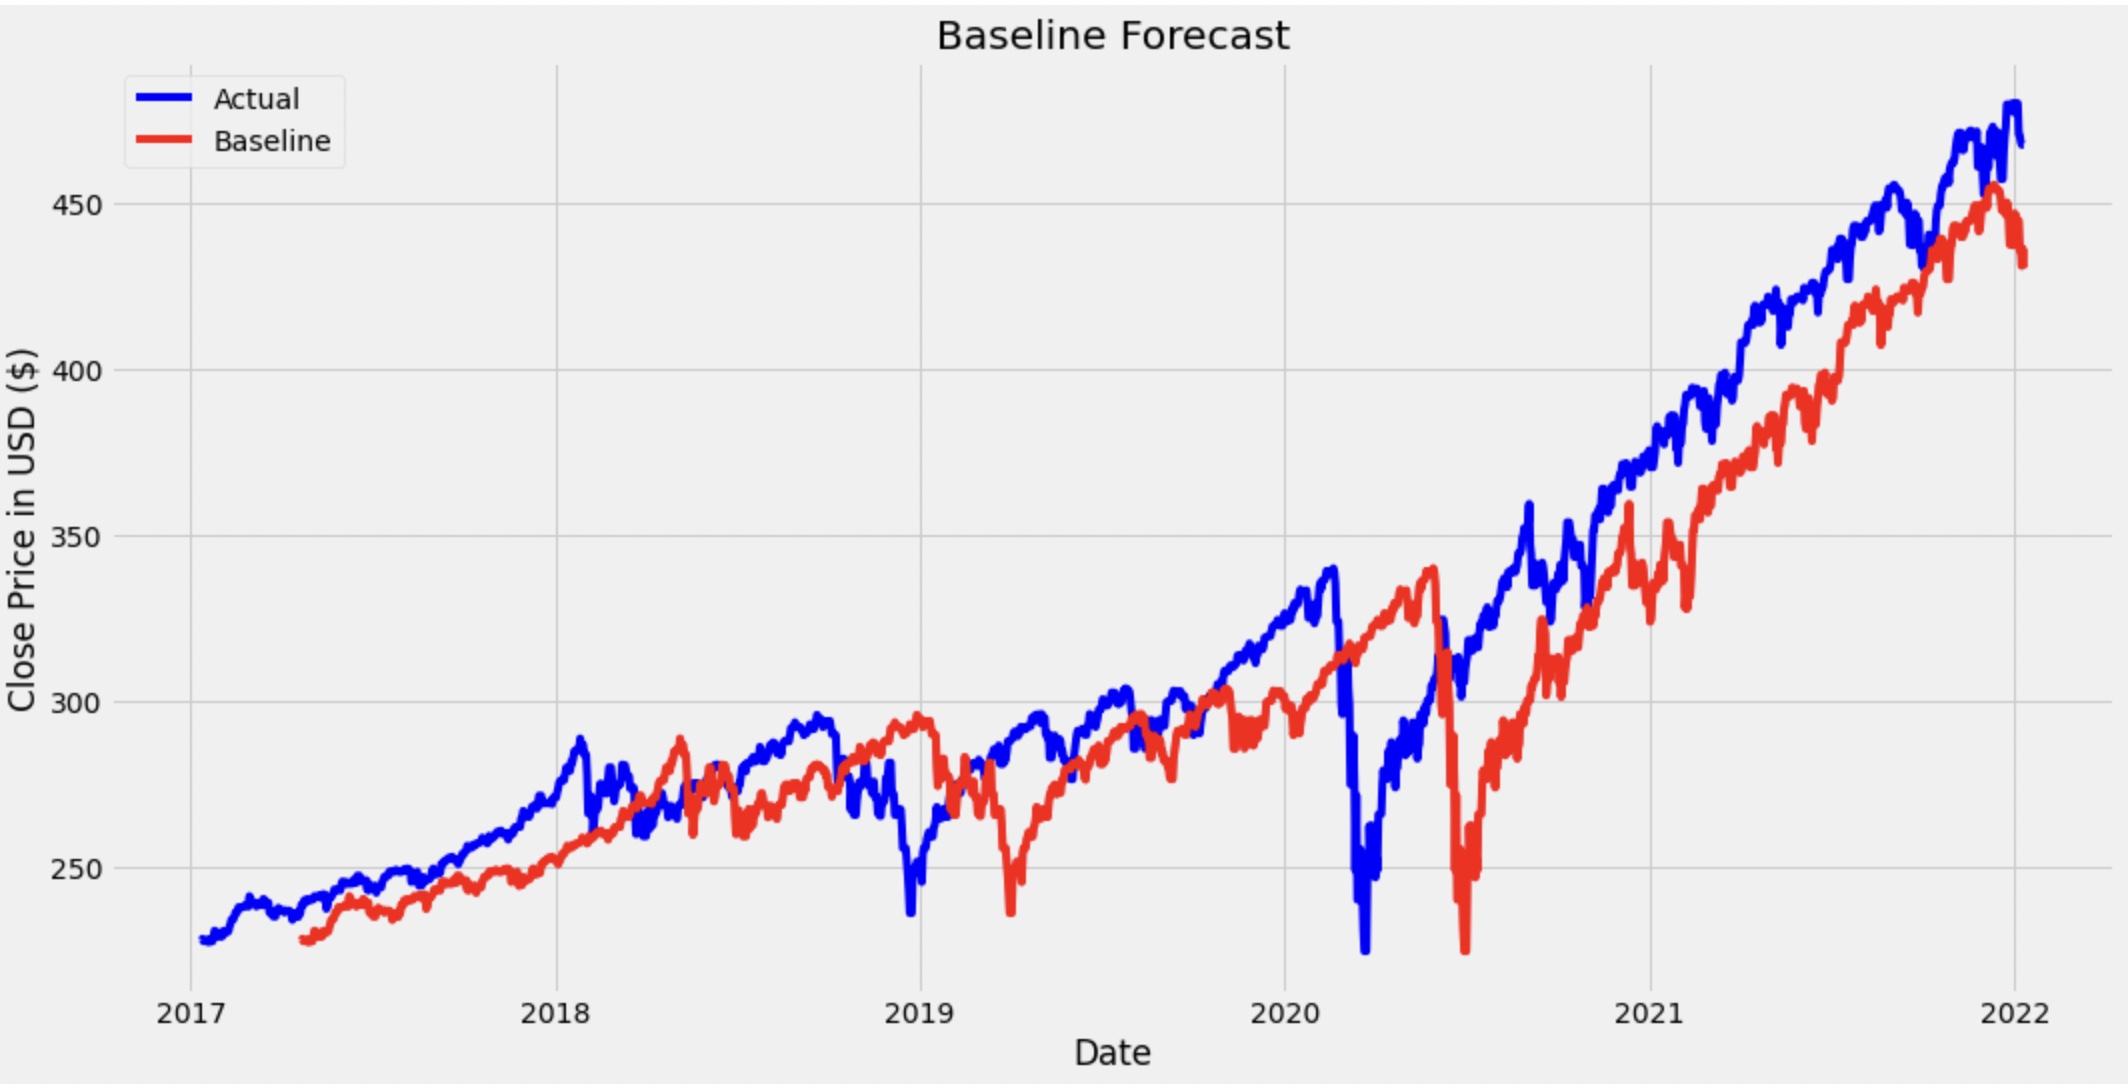 Baseline Forecast
Actual
Baseline
Close Price in USD ($)
450
400
350
300
250
2017 2018 2019 2020 2021 2022
Date